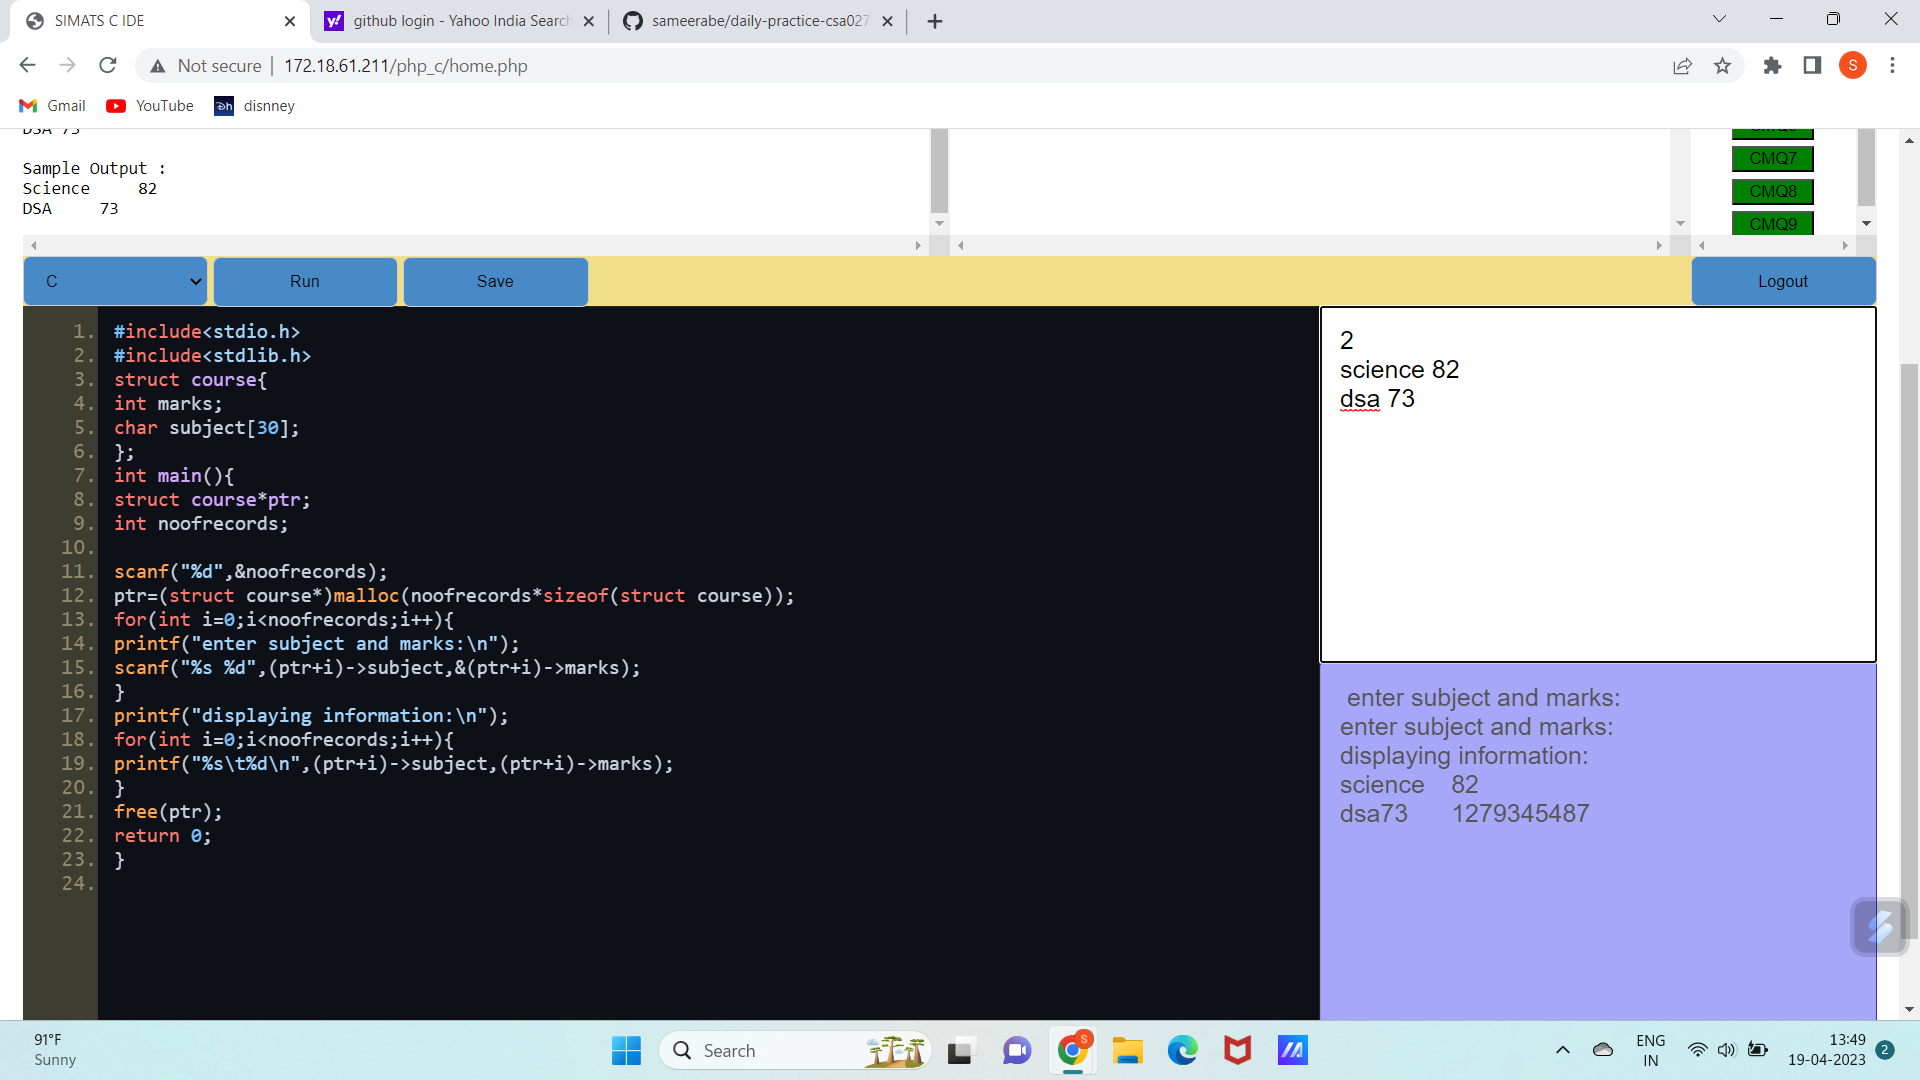 SIMATS C IDE
github login - Yahoo India Search
sameerabe/daily-practice-csa027
Not secure
172.18.61.211/php_c/home.php
S
Gmail
YouTube
disnney
DSA 73
Sample Output :
Science 82
DSA 73
CMQ7
CMQ8
CMQ9
C
Run
Save
Logout
1. #include<stdio.h>
2. #include<stdlib.h>
3. struct course{
4. int marks;
5. char subject[30];
6. };
7. int main(){
8. struct course*ptr;
9. int noofrecords;
10.
11. scanf("%d",&noofrecords);
12. ptr=(struct course*)malloc(noofrecords*sizeof(struct course));
13. for(int i=0;i<noofrecords;i++){
14. printf("enter subject and marks:\n");
15. scanf("%s %d",(ptr+i)->subject,&(ptr+i)->marks);
16. }
17. printf("displaying information:\n");
18. for(int i=0;i<noofrecords;i++){
19. printf("%s\t%d\n",(ptr+i)->subject,(ptr+i)->marks);
20. }
21. free(ptr);
22. return 0;
23. }
24.
2
science 82
dsa 73
enter subject and marks:
enter subject and marks:
displaying information:
science 82
dsa73 1279345487
91°F
Sunny
Search
S
ENG
IN
13:49
19-04-2023
2